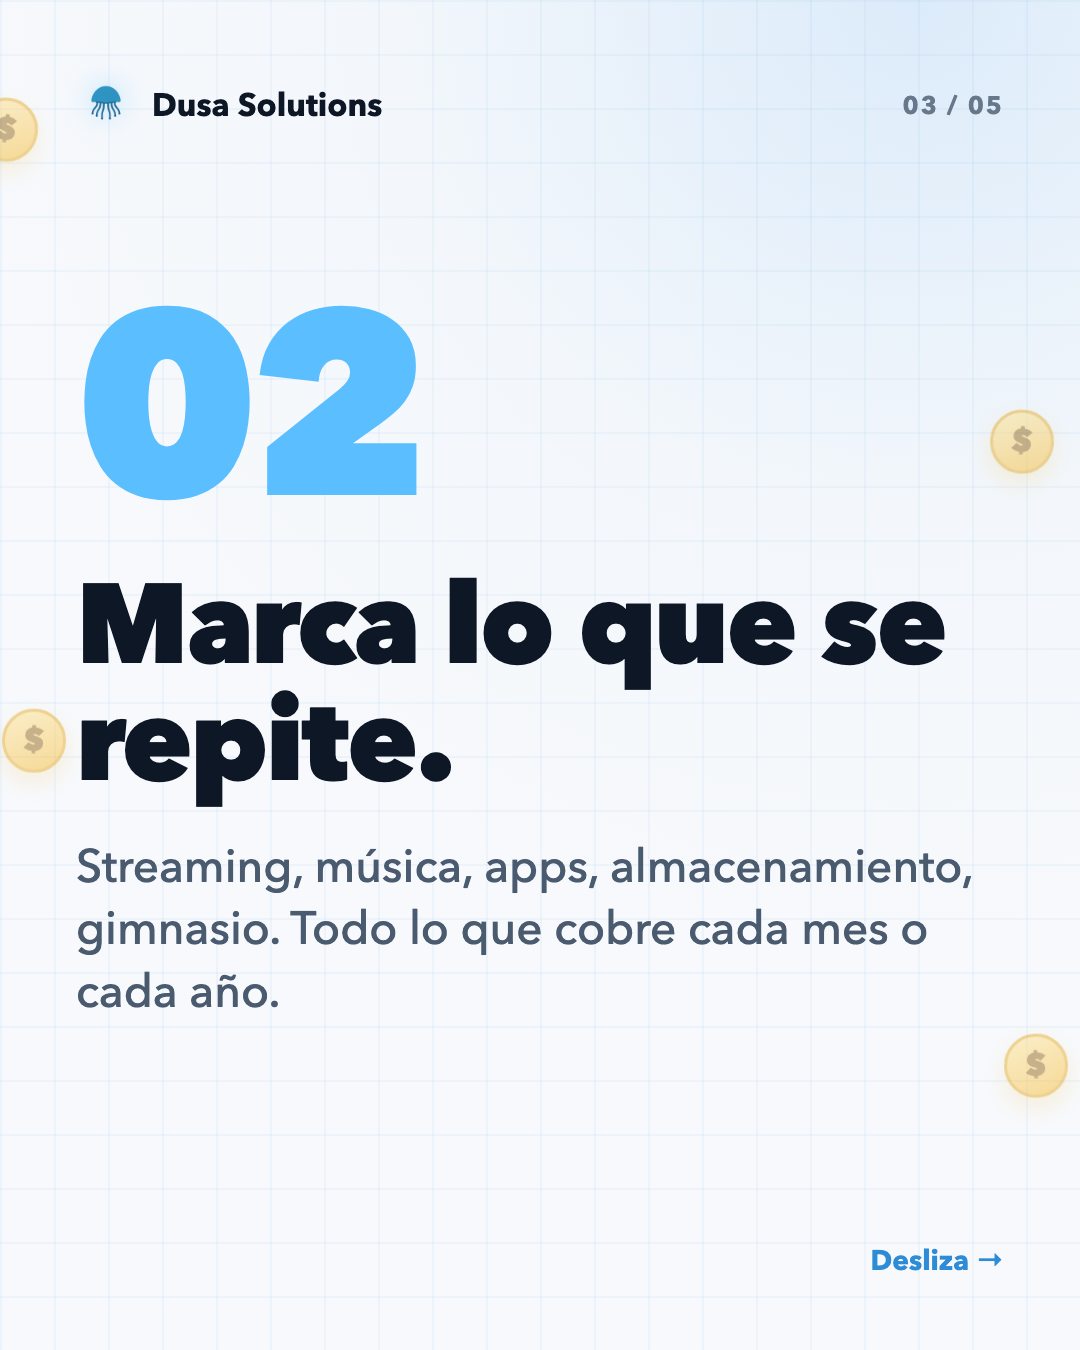 Dusa Solutions
03 / 05
$
02
$
Marca lo que se
repite.
$
Streaming, música, apps, almacenamiento,
gimnasio. Todo lo que cobre cada mes o
cada año.
$
Desliza →